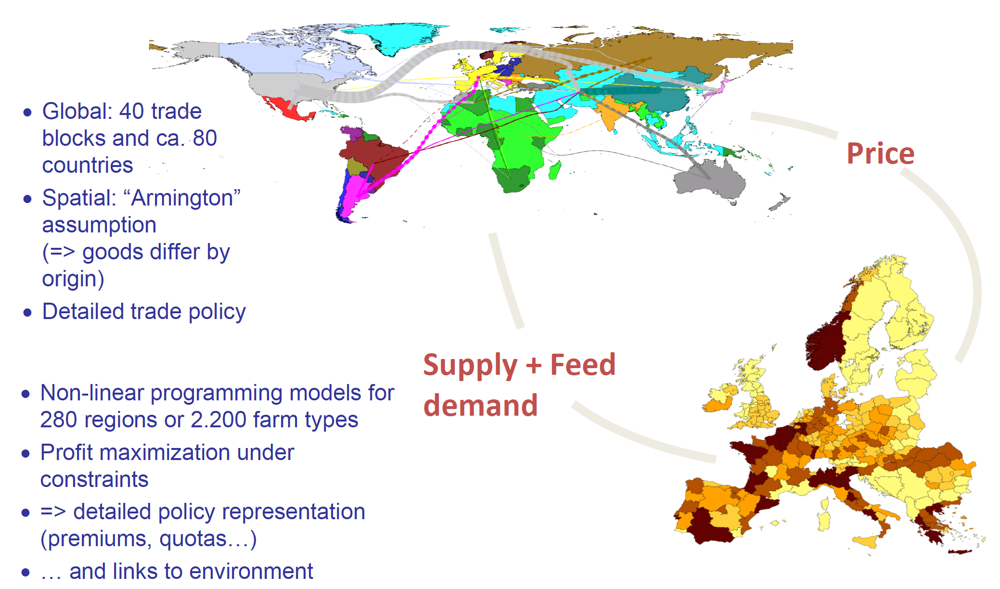 • Global: 40 trade
blocks and ca. 80
countries
• Spatial: “Armington”
assumption
(=> goods differ by
origin)
• Detailed trade policy
Price
Supply + Feed
demand
• Non-linear programming models for
280 regions or 2.200 farm types
• Profit maximization under
constraints
• => detailed policy representation
(premiums, quotas…)
• … and links to environment